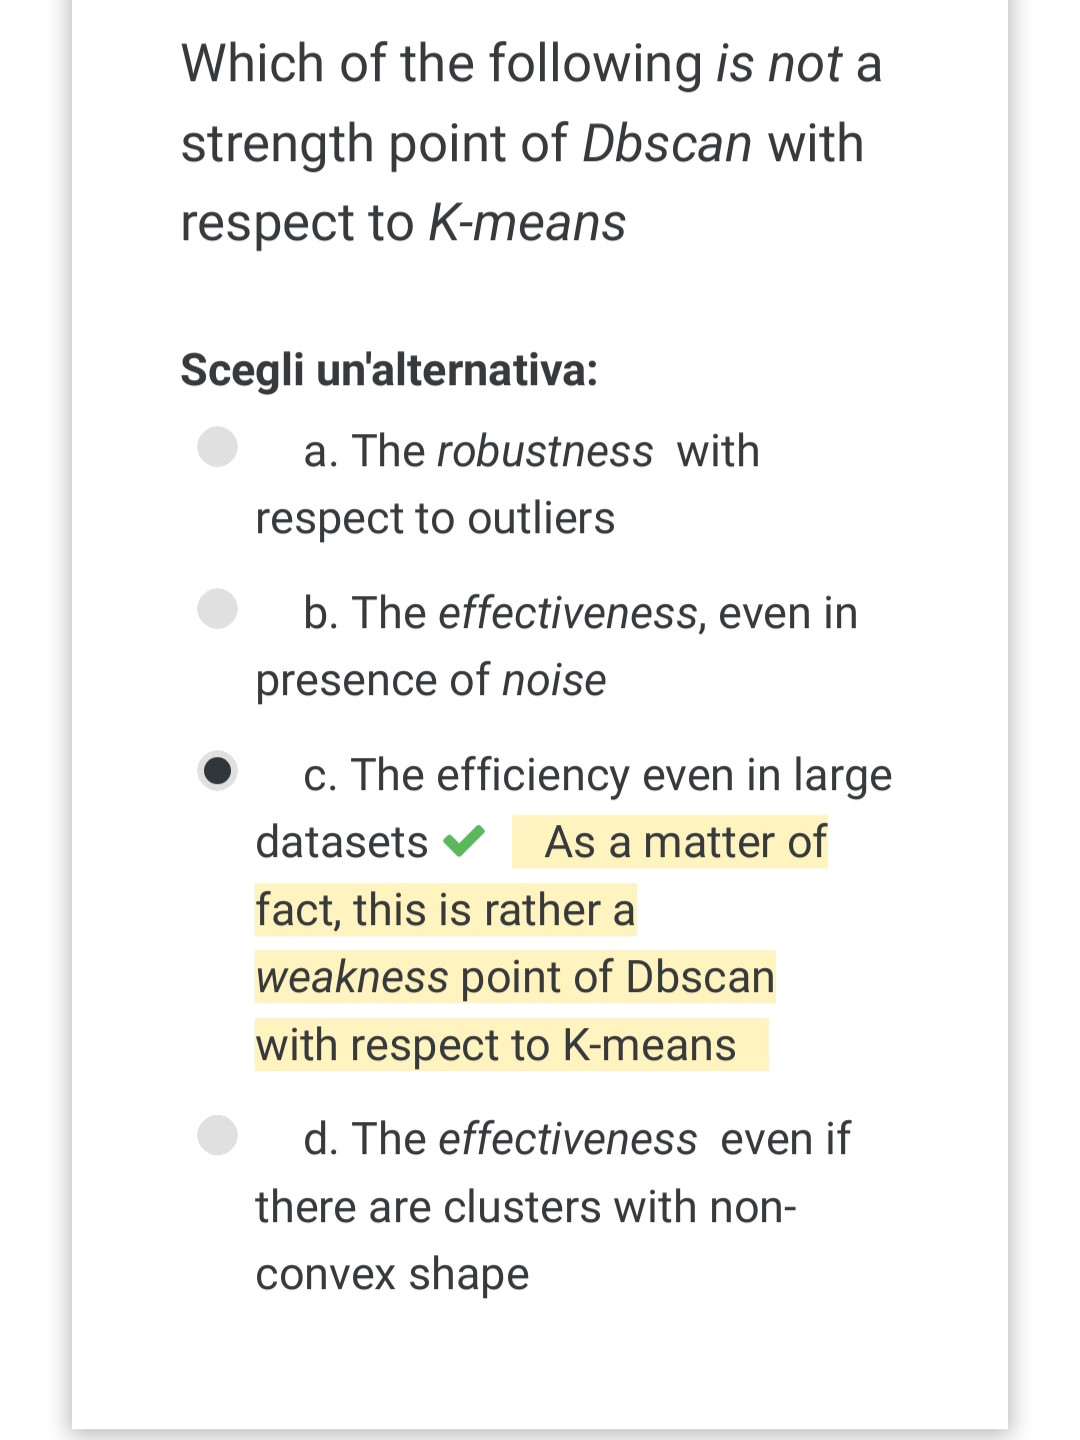 Which of the following is not a
strength point of Dbscan with
respect to K-means
Scegli un'alternativa:
a. The robustness with
respect to outliers
b. The effectiveness, even in
presence of noise
c. The efficiency even in large
datasets As a matter of
fact, this is rather a
weakness point of Dbscan
with respect to K-means
d. The effectiveness even if
there are clusters with non-
convex shape